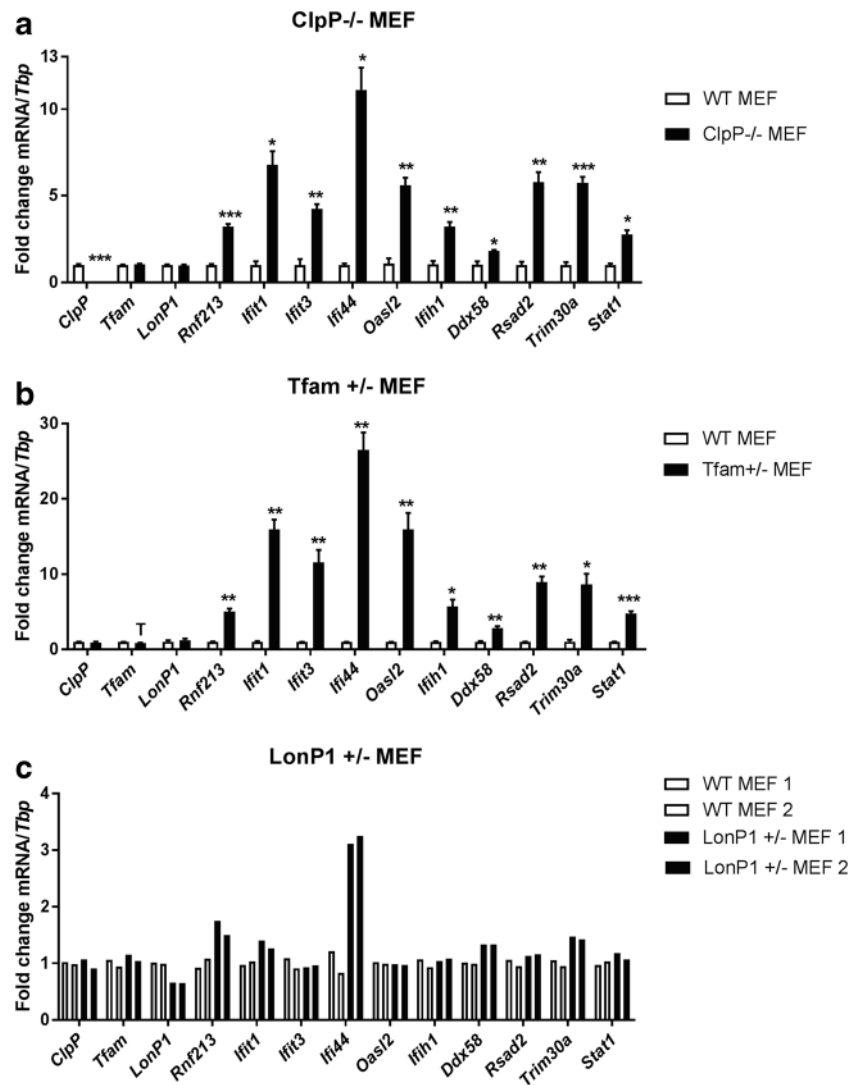 a
ClpP-/- MEF
Fold change mRNA/Tbp
13
10
5
0
*** *** * ** * ** ** * ** *** *
ClpP Tfam LonP1 Rnf213 Ifit1 Ifit3 Ifi44 Oasl2 Ifih1 Ddx58 Rsad2 Trim30a Stat1
WT MEF
ClpP-/- MEF
b
Tfam +/- MEF
Fold change mRNA/Tbp
30
20
10
0
T ** ** ** ** ** * ** ** * ***
ClpP Tfam LonP1 Rnf213 Ifit1 Ifit3 Ifi44 Oasl2 Ifih1 Ddx58 Rsad2 Trim30a Stat1
WT MEF
Tfam+/- MEF
c
LonP1 +/- MEF
Fold change mRNA/Tbp
4
3
2
1
0
ClpP Tfam LonP1 Rnf213 Ifit1 Ifit3 Ifi44 Oasl2 Ifih1 Ddx58 Rsad2 Trim30a Stat1
WT MEF 1
WT MEF 2
LonP1 +/- MEF 1
LonP1 +/- MEF 2